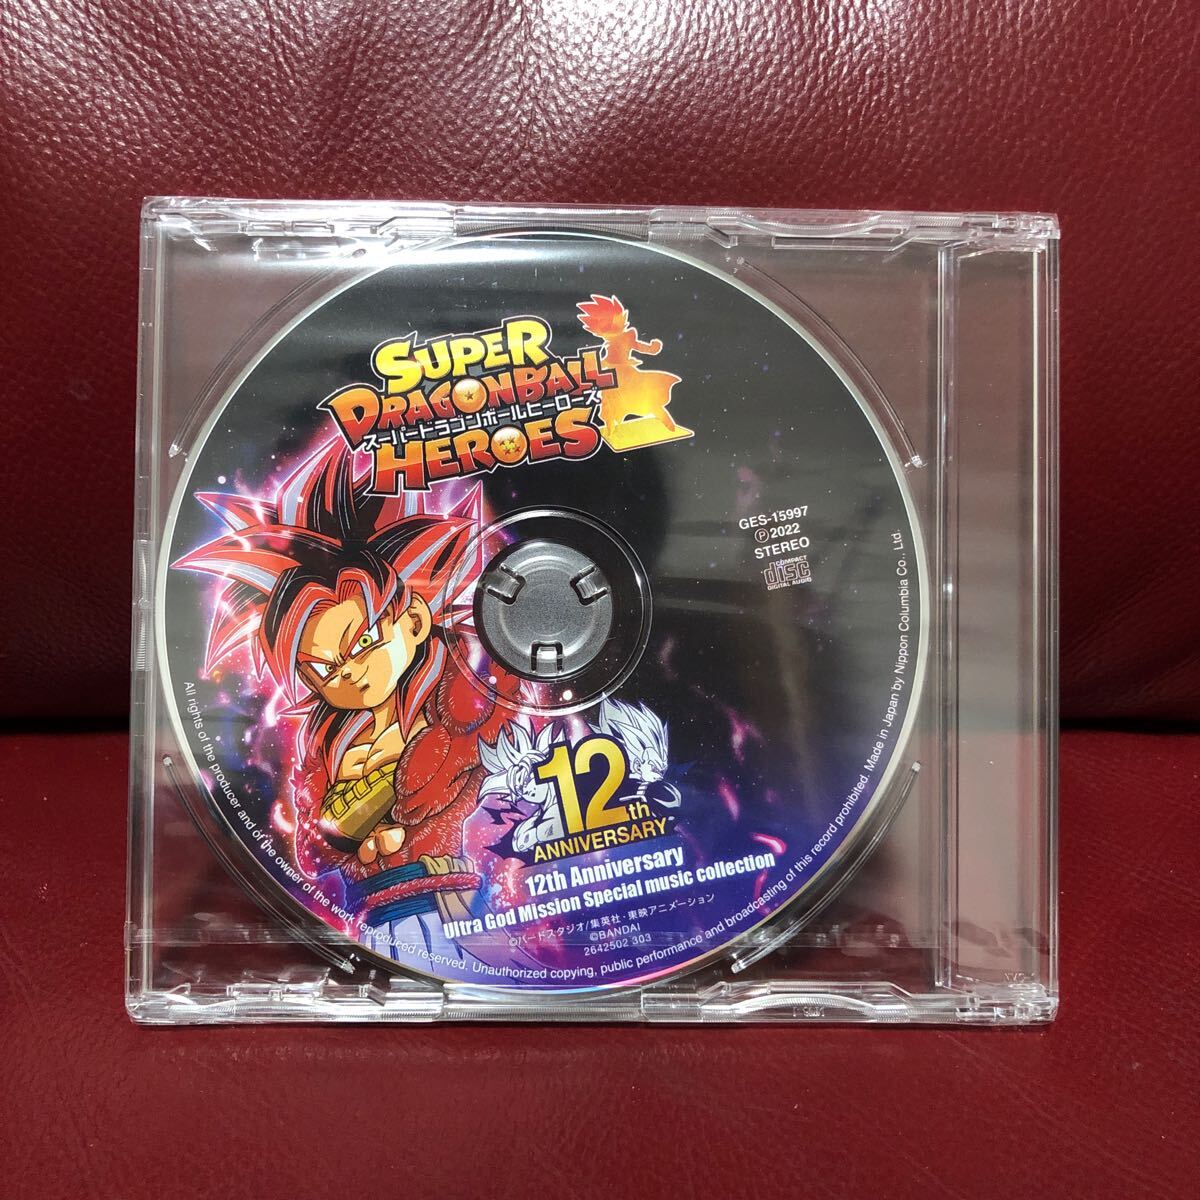 SUPER
DRAGONBALL
スーパードラゴンボールヒーローズ
HEROES
GES-15997
Ⓟ2022
STEREO
COMPACT
disc
DIGITAL AUDIO
12th
ANNIVERSARY
12th Anniversary
Ultra God Mission Special music collection
©バードスタジオ/集英社・東映アニメーション
©BANDAI
2642502 303
All rights of the producer and of the owner of the work reproduced reserved. Unauthorized copying, public performance and broadcasting of this record prohibited. Made in Japan by Nippon Columbia Co., Ltd.